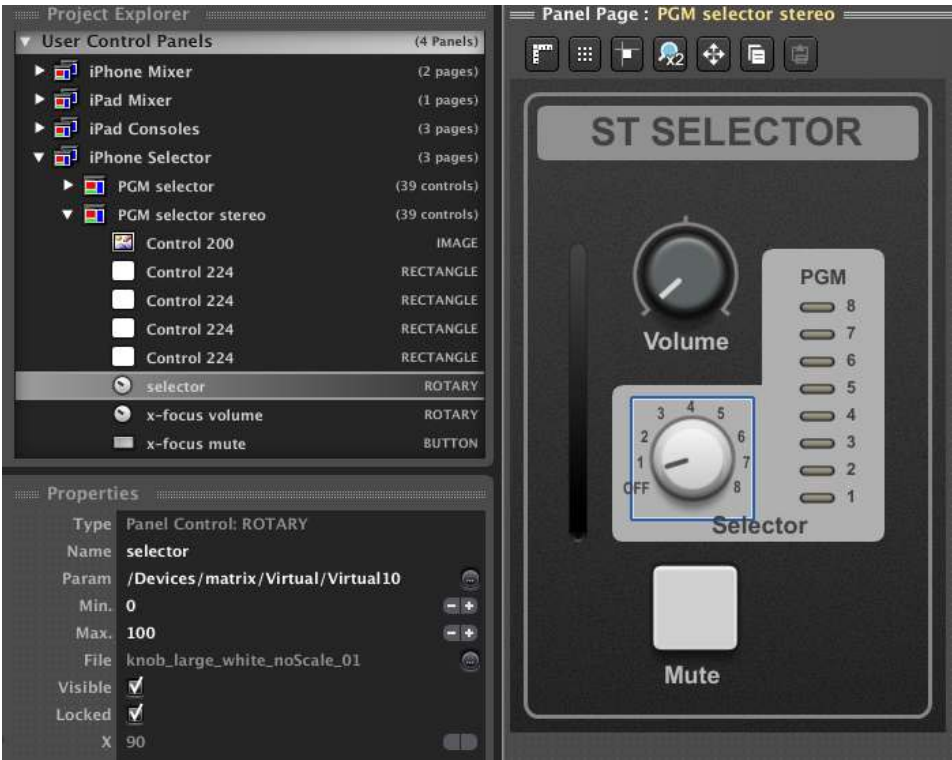 Project Explorer
User Control Panels (4 Panels)
iPhone Mixer (2 pages)
iPad Mixer (1 pages)
iPad Consoles (3 pages)
iPhone Selector (3 pages)
PGM selector (39 controls)
PGM selector stereo (39 controls)
Control 200 IMAGE
Control 224 RECTANGLE
Control 224 RECTANGLE
Control 224 RECTANGLE
Control 224 RECTANGLE
selector ROTARY
x-focus volume ROTARY
x-focus mute BUTTON
Properties
Type Panel Control: ROTARY
Name selector
Param /Devices/matrix/Virtual/Virtual10
Min. 0
Max. 100
File knob_large_white_noScale_01
Visible
Locked
X 90
Panel Page : PGM selector stereo
x2
ST SELECTOR
Volume
PGM
8
7
6
5
4
3
2
1
OFF
1
2
3
4
5
6
7
8
Selector
Mute